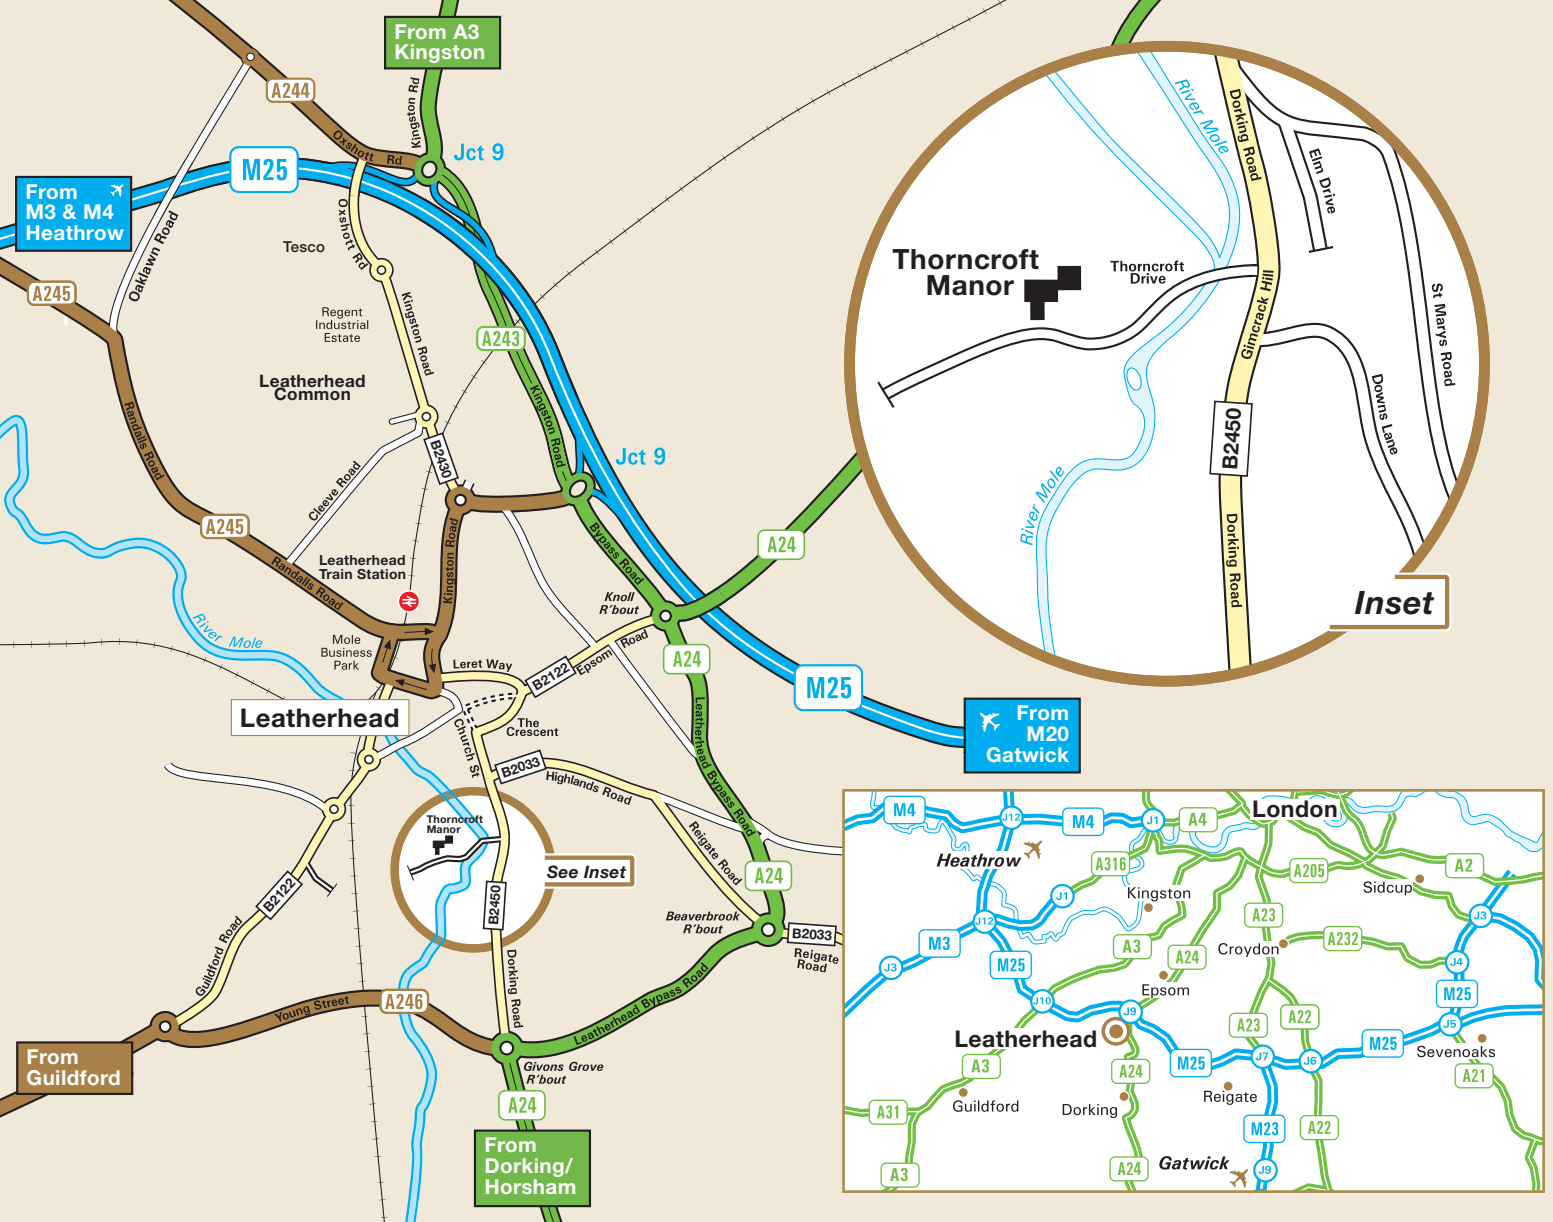 From A3
Kingston
A244
Kingston Rd
Oxshott Rd
Jct 9
M25
From
M3 & M4
Heathrow
Oaklawn Road
Oxshott Rd
Tesco
A245
Kingston Road
Regent
Industrial
Estate
A243
Leatherhead
Common
Randalls Road
Kingston Road
B2430
Jct 9
Cleeve Road
A245
Bypass Road
A24
Leatherhead
Train Station
Kingston Road
Randalls Road
Knoll
R'bout
River Mole
Mole
Business
Park
Leret Way
B2122
Epsom Road
A24
M25
Leatherhead
Church St
The
Crescent
Leatherhead Bypass Road
From
M20
Gatwick
B2033
Highlands Road
Thorncroft
Manor
Reigate Road
See Inset
A24
B2122
B2450
Beaverbrook
R'bout
B2033
Reigate
Road
Guildford Road
Dorking Road
Young Street
A246
Leatherhead Bypass Road
From
Guildford
Givons Grove
R'bout
A24
From
Dorking/
Horsham
River Mole
Dorking Road
Elm Drive
Thorncroft
Manor
Thorncroft
Drive
Gimcrack Hill
St Marys Road
Downs Lane
B2450
River Mole
Dorking Road
Inset
M4
J12
M4
J1
A4
London
Heathrow
A316
A205
A2
Sidcup
Kingston
J1
J12
A23
J3
M3
A3
A24
Croydon
A232
J3
M25
J4
Epsom
M25
J10
J9
A23
A22
J5
Leatherhead
M25
J7
J6
M25
Sevenoaks
A3
A24
A21
Guildford
Dorking
Reigate
A31
M23
A22
A3
A24
Gatwick
J9